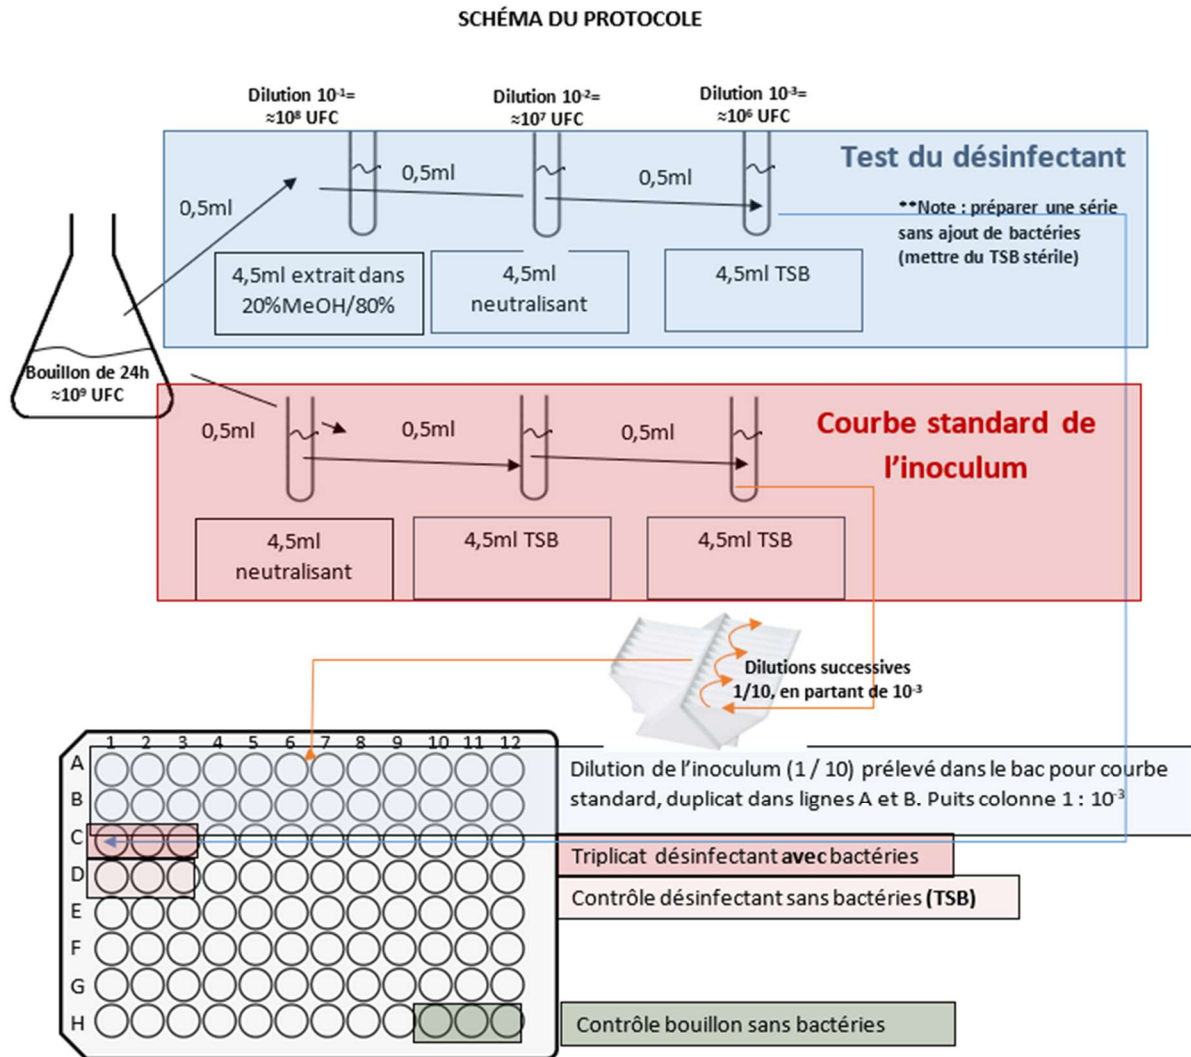 SCHÉMA DU PROTOCOLE
Dilution 10⁻¹=
≈10⁸ UFC
Dilution 10⁻²=
≈10⁷ UFC
Dilution 10⁻³=
≈10⁶ UFC
Test du désinfectant
0,5ml
0,5ml
0,5ml
**Note : préparer une série
sans ajout de bactéries
(mettre du TSB stérile)
4,5ml extrait dans
20%MeOH/80%
4,5ml
neutralisant
4,5ml TSB
Bouillon de 24h
≈10⁹ UFC
0,5ml
0,5ml
0,5ml
Courbe standard de
l'inoculum
4,5ml
neutralisant
4,5ml TSB
4,5ml TSB
Dilutions successives
1/10, en partant de 10⁻³
1 2 3 4 5 6 7 8 9 10 11 12
A
B
C
D
E
F
G
H
Dilution de l'inoculum (1 / 10) prélevé dans le bac pour courbe
standard, duplicat dans lignes A et B. Puits colonne 1 : 10⁻³
Triplicat désinfectant avec bactéries
Contrôle désinfectant sans bactéries (TSB)
Contrôle bouillon sans bactéries